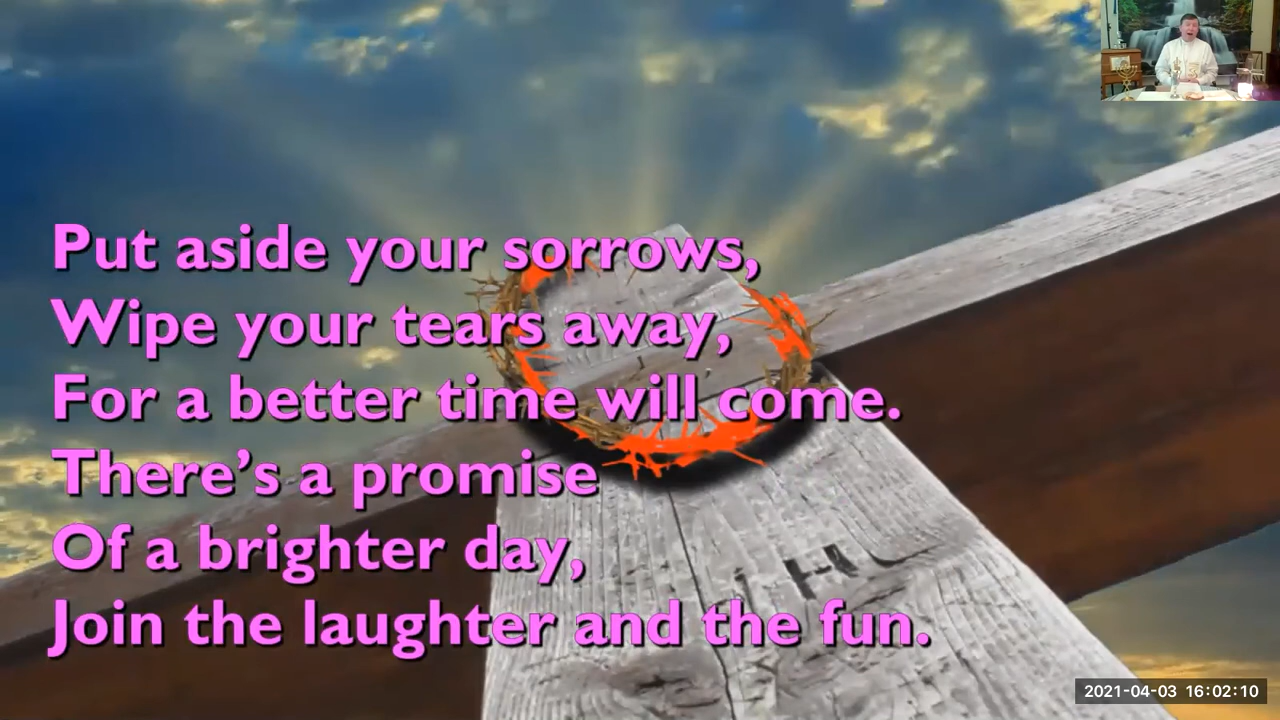 Put aside your sorrows,
Wipe your tears away,
For a better time will come.
There’s a promise
Of a brighter day,
Join the laughter and the fun.
2021-04-03 16:02:10